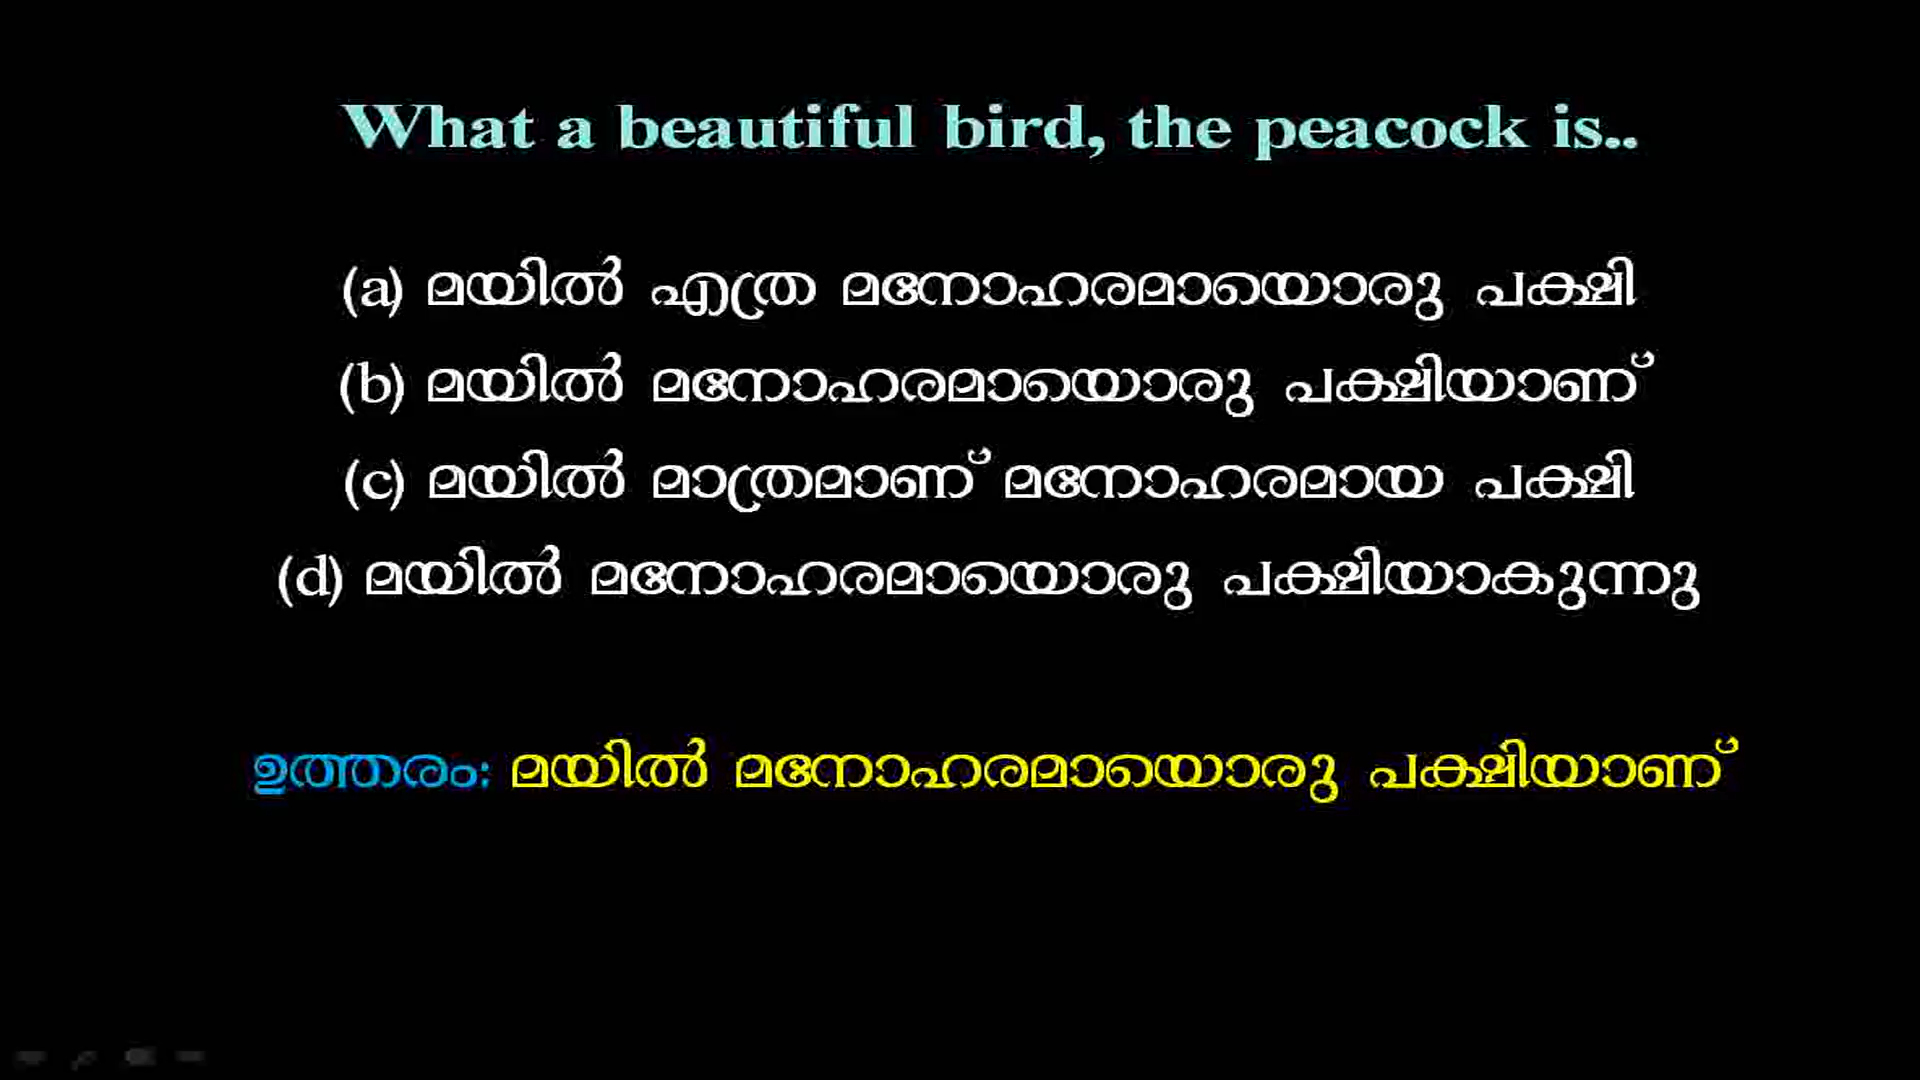 What a beautiful bird, the peacock is..
(a) മയിൽ എത്ര മനോഹരമായൊരു പക്ഷി
(b) മയിൽ മനോഹരമായൊരു പക്ഷിയാണ്
(c) മയിൽ മാത്രമാണ് മനോഹരമായ പക്ഷി
(d) മയിൽ മനോഹരമായൊരു പക്ഷിയാകുന്നു
ഉത്തരം: മയിൽ മനോഹരമായൊരു പക്ഷിയാണ്